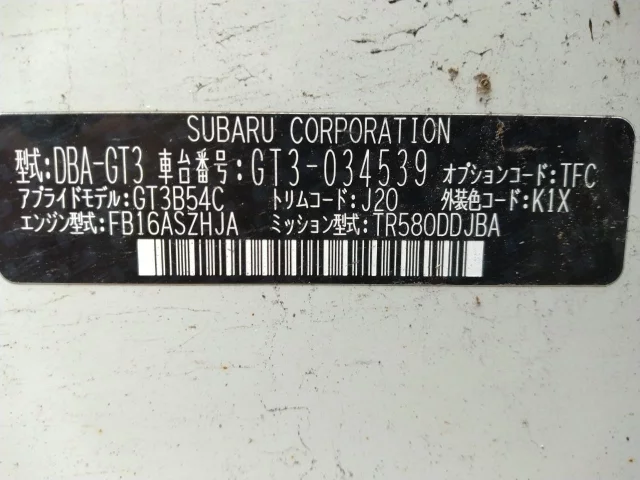 SUBARU CORPORATION
型式:DBA-GT3 車台番号:GT3-034539 オプションコード:TFC
アプライドモデル:GT3B54C トリムコード:J20 外装色コード:K1X
エンジン型式:FB16ASZHJA ミッション型式:TR580DDJBA